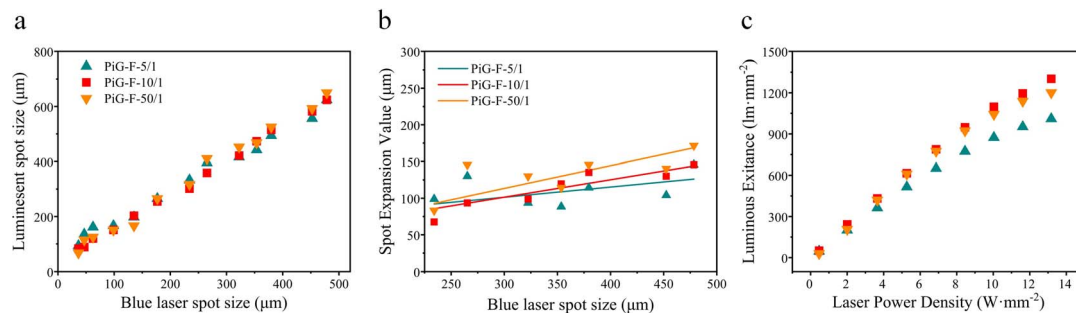 a
Luminesent spot size (μm)
800
600
400
200
0
PiG-F-5/1
PiG-F-10/1
PiG-F-50/1
0 100 200 300 400 500
Blue laser spot size (μm)
b
Spot Expansion Value (μm)
300
250
200
150
100
50
0
PiG-F-5/1
PiG-F-10/1
PiG-F-50/1
250 300 350 400 450 500
Blue laser spot size (μm)
c
Luminous Exitance (lm·mm⁻²)
1500
1200
900
600
300
0
0 2 4 6 8 10 12 14
Laser Power Density (W·mm⁻²)